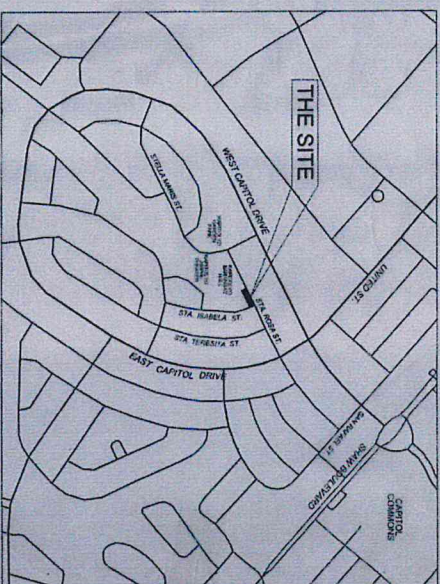 THE SITE
WEST CAPITOL DRIVE
UNITED ST.
STELLA MARIS ST.
STA. ROSA ST.
STA. ISABELA ST.
STA. TERESITA ST.
EAST CAPITOL DRIVE
SAN RAFAEL ST.
SHAW BOULEVARD
CAPITOL
COMMONS